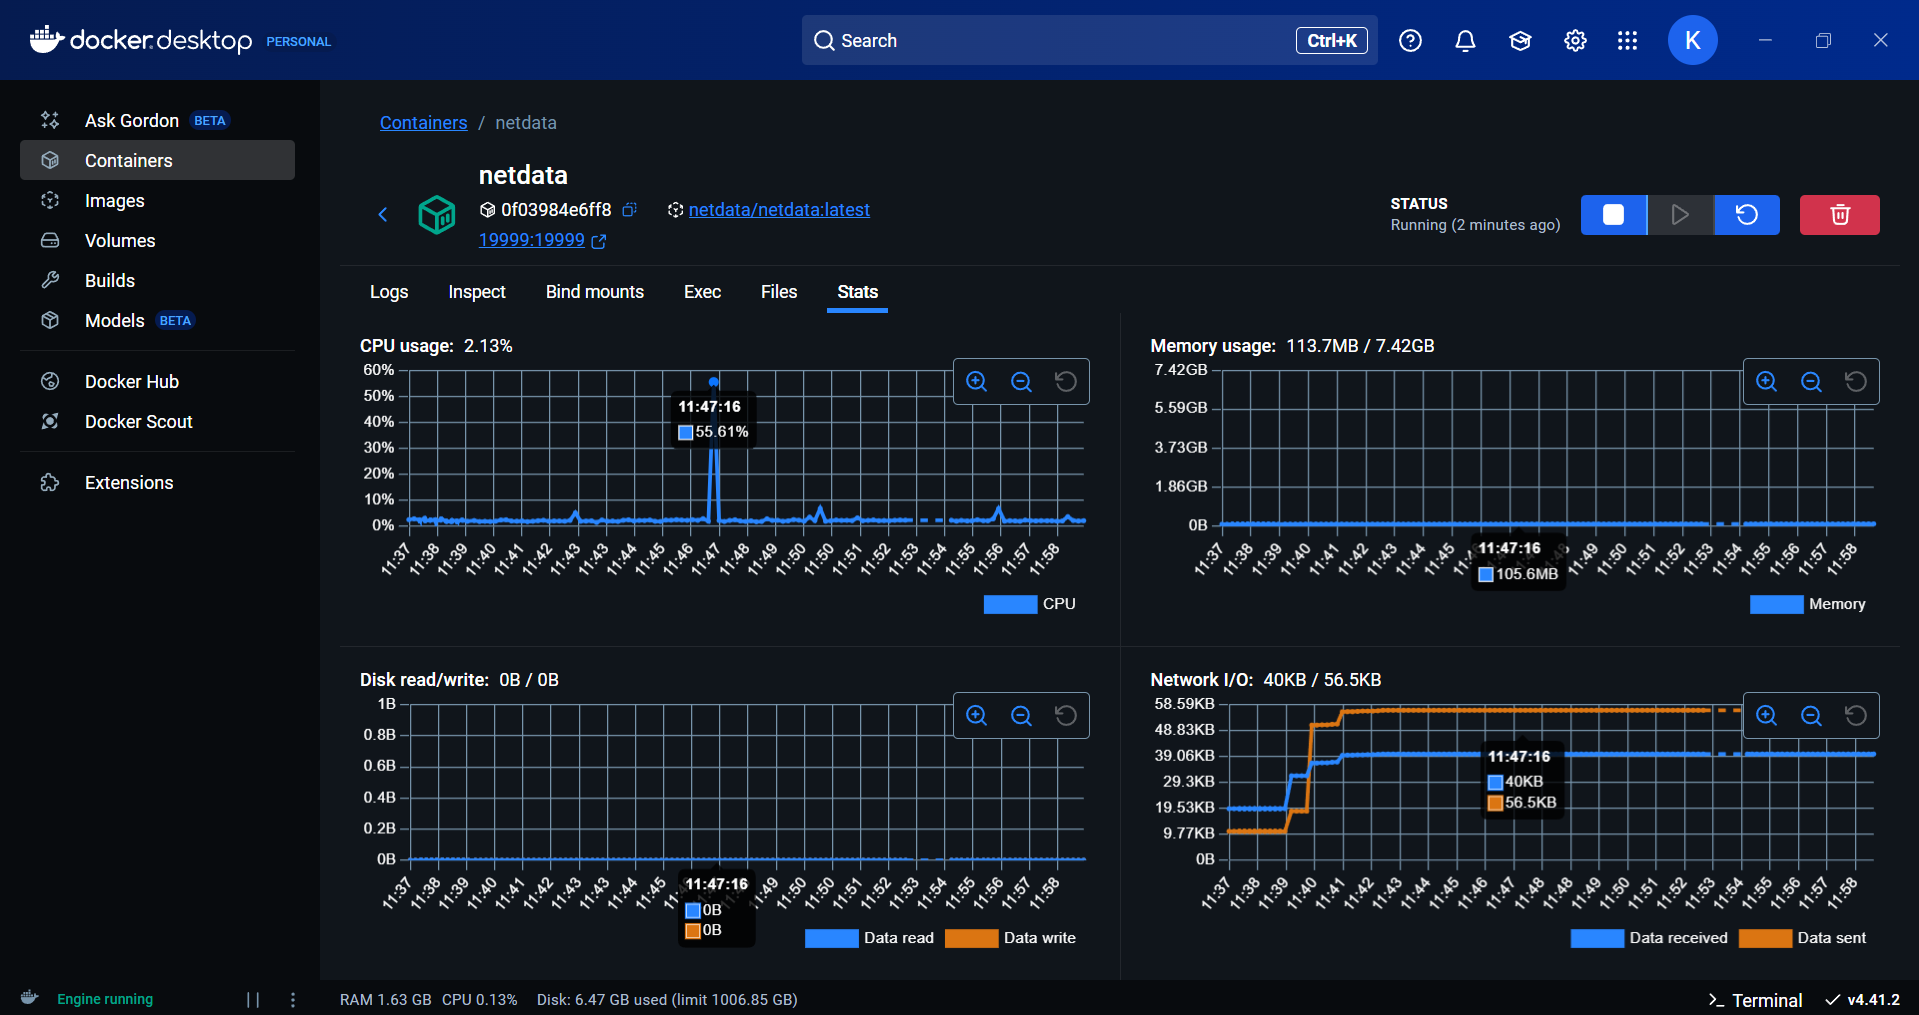 docker.desktop PERSONAL
Search
Ctrl+K
K
Ask Gordon BETA
Containers
Images
Volumes
Builds
Models BETA
Docker Hub
Docker Scout
Extensions
Containers / netdata
netdata
0f03984e6ff8 netdata/netdata:latest
19999:19999
STATUS
Running (2 minutes ago)
Logs Inspect Bind mounts Exec Files Stats
CPU usage: 2.13%
60%
50%
40%
30%
20%
10%
0%
11:47:16
55.61%
11:37 11:38 11:39 11:40 11:41 11:42 11:43 11:43 11:44 11:45 11:46 11:47 11:48 11:49 11:50 11:50 11:51 11:52 11:53 11:54 11:55 11:56 11:57 11:58
CPU
Memory usage: 113.7MB / 7.42GB
7.42GB
5.59GB
3.73GB
1.86GB
0B
11:37 11:38 11:39 11:40 11:41 11:42 11:43 11:43 11:44 11:45 11:49 11:50 11:50 11:51 11:52 11:53 11:54 11:55 11:56 11:57 11:58
11:47:16
105.6MB
Memory
Disk read/write: 0B / 0B
1B
0.8B
0.6B
0.4B
0.2B
0B
11:37 11:38 11:39 11:40 11:41 11:42 11:43 11:43 11:44 11:45 11:49 11:50 11:50 11:51 11:52 11:53 11:54 11:55 11:56 11:57 11:58
11:47:16
0B
0B
Data read Data write
Network I/O: 40KB / 56.5KB
58.59KB
48.83KB
39.06KB
29.3KB
19.53KB
9.77KB
0B
11:47:16
40KB
56.5KB
11:37 11:38 11:39 11:40 11:41 11:42 11:43 11:43 11:44 11:45 11:46 11:47 11:48 11:48 11:49 11:50 11:51 11:52 11:53 11:54 11:55 11:56 11:57 11:58
Data received Data sent
Engine running
RAM 1.63 GB CPU 0.13% Disk: 6.47 GB used (limit 1006.85 GB)
>_ Terminal
v4.41.2